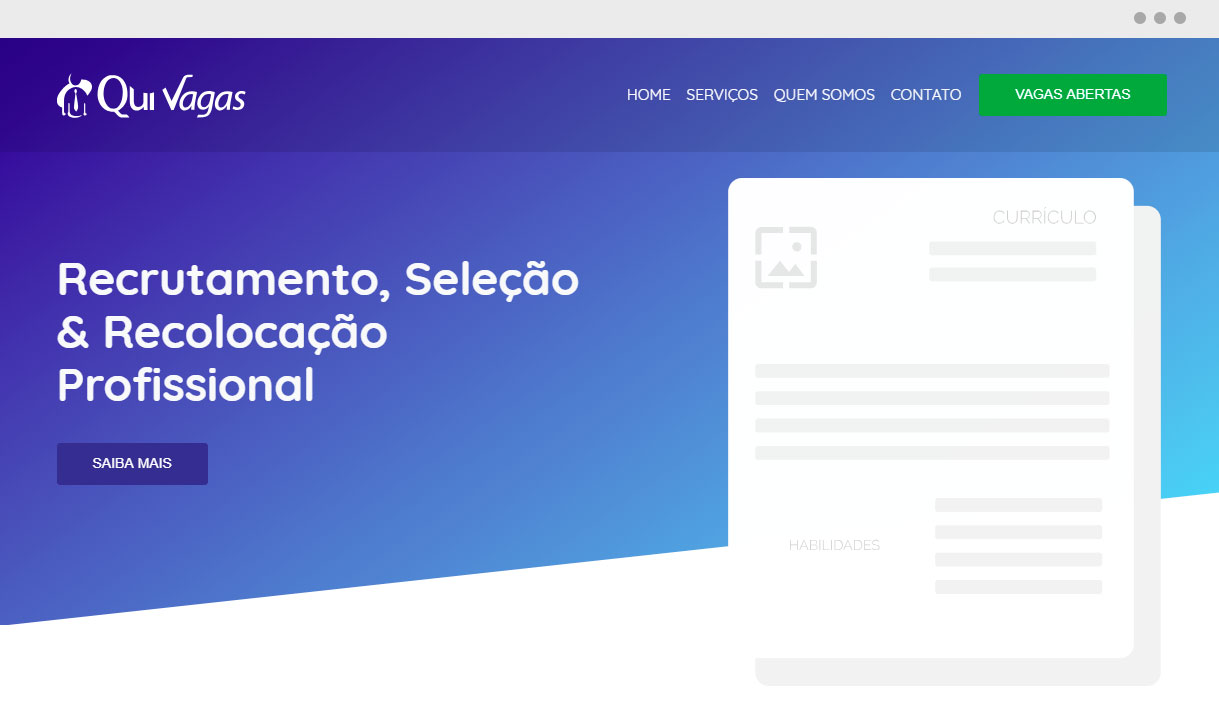 Qui Vagas
HOME SERVIÇOS QUEM SOMOS CONTATO VAGAS ABERTAS
Recrutamento, Seleção
& Recolocação
Profissional
SAIBA MAIS
CURRÍCULO
HABILIDADES